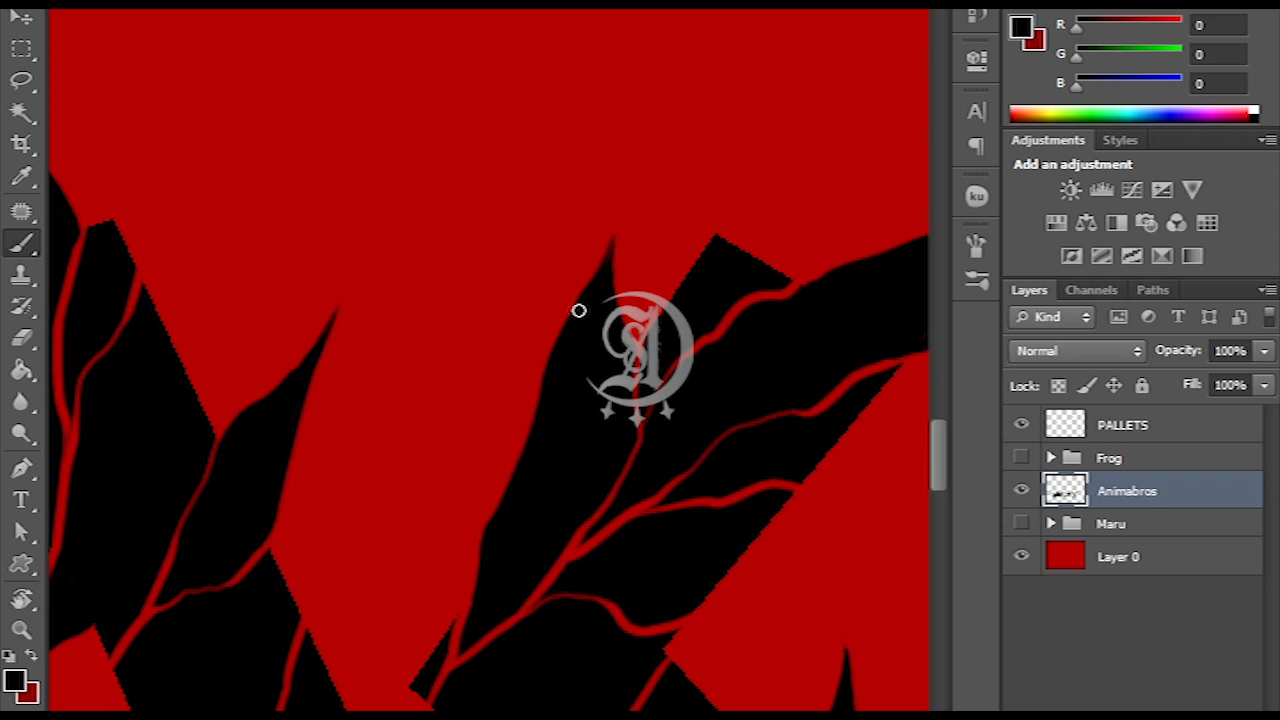 R 0
G 0
B 0
A|
¶
ku
Adjustments Styles
Add an adjustment
Layers Channels Paths
Kind
T
Normal Opacity: 100%
Lock: Fill: 100%
PALLETS
Frog
Animabros
Maru
Layer 0
T